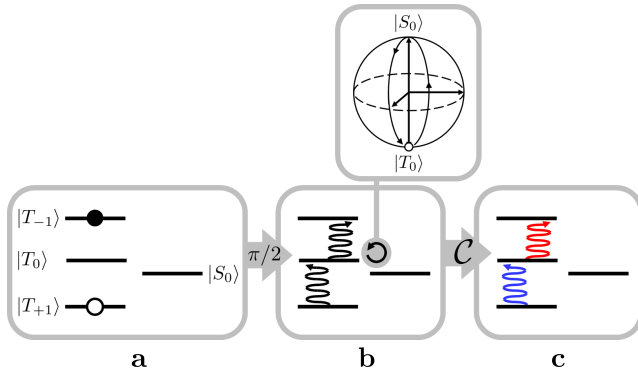 |S₀⟩
|T₀⟩
|T₋₁⟩
|T₀⟩
|S₀⟩
|T₊₁⟩
π/2
𝒞
a
b
c